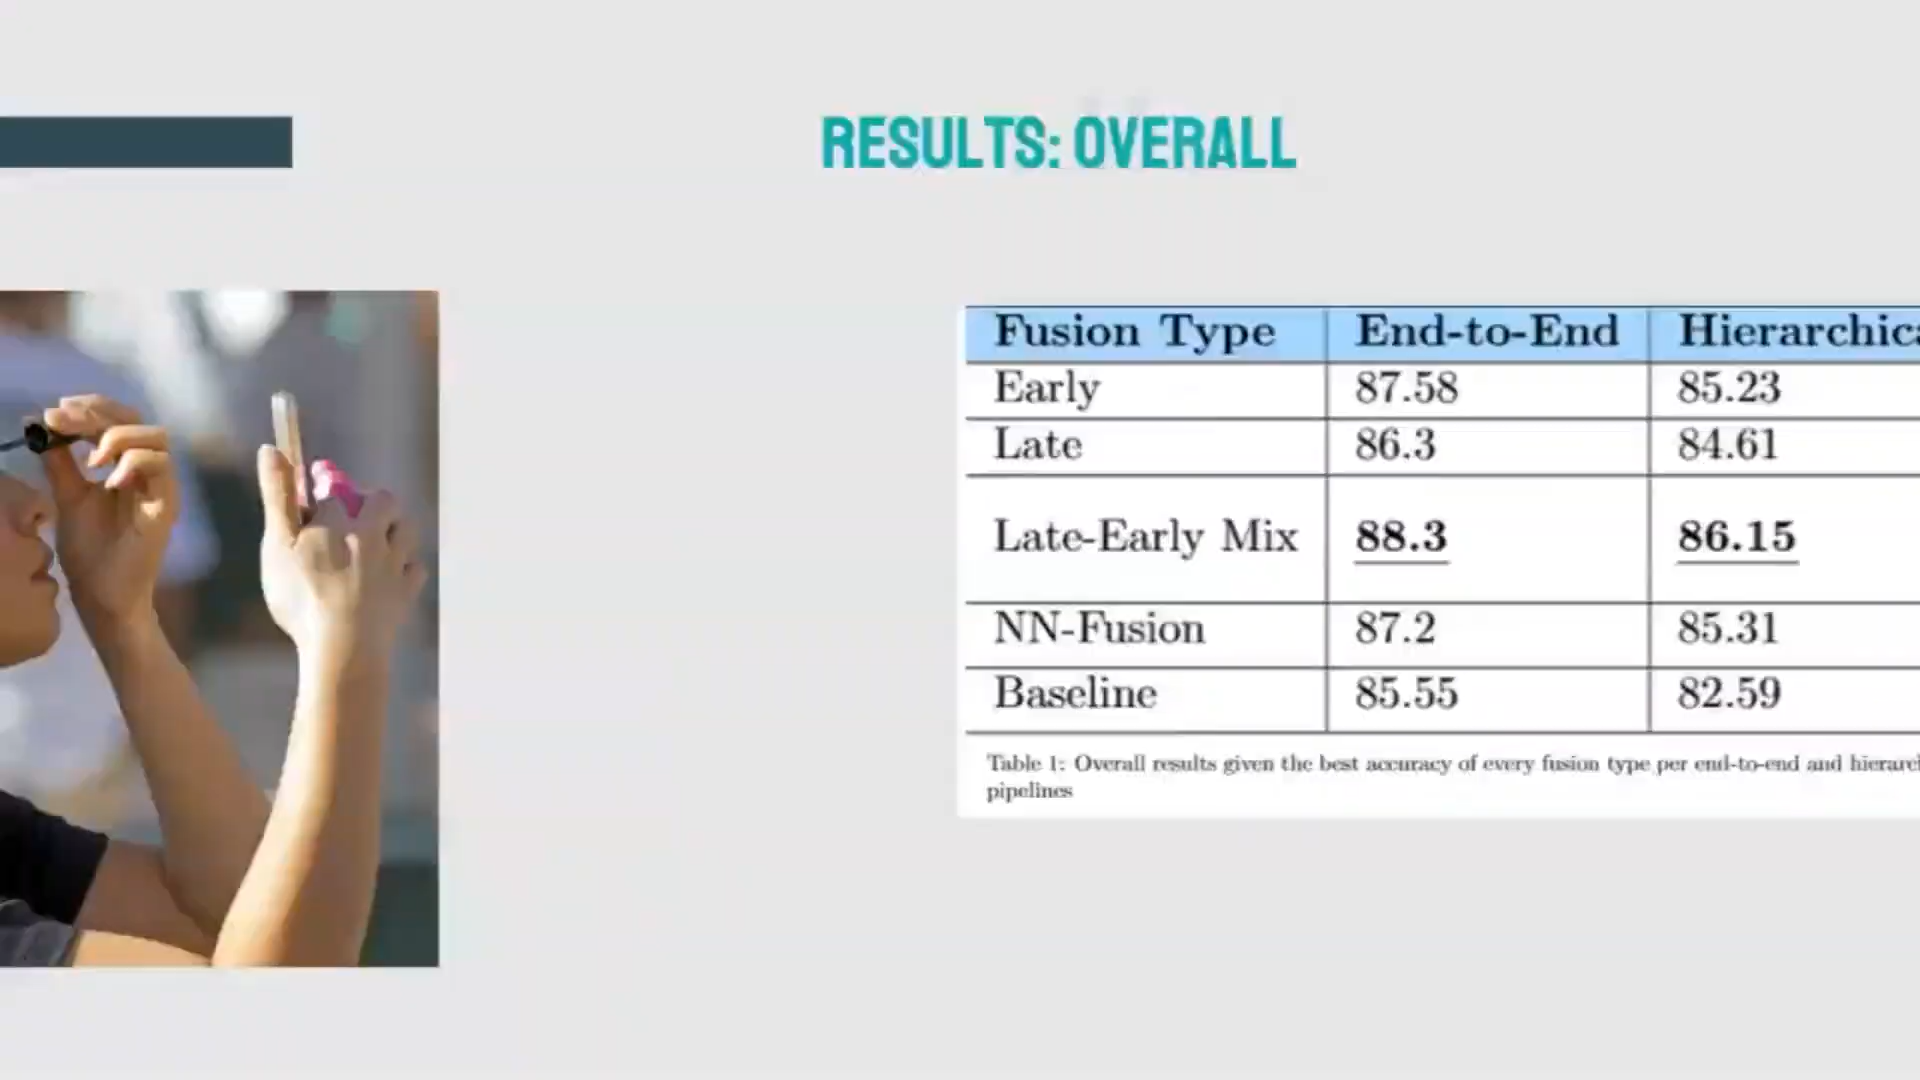 RESULTS: OVERALL
Fusion Type End-to-End Hierarchica
Early 87.58 85.23
Late 86.3 84.61
Late-Early Mix 88.3 86.15
NN-Fusion 87.2 85.31
Baseline 85.55 82.59
Table 1: Overall results given the best accuracy of every fusion type per end-to-end and hierarch
pipelines